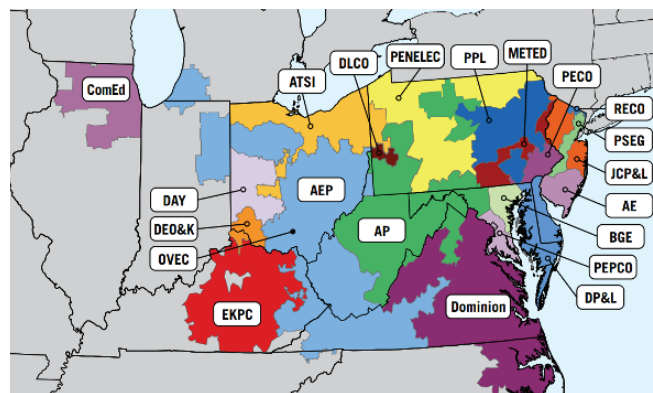 ComEd
ATSI
DLCO
PENELEC
PPL
METED
PECO
RECO
PSEG
JCP&L
AE
BGE
PEPCO
DP&L
DAY
DEO&K
OVEC
AEP
AP
EKPC
Dominion